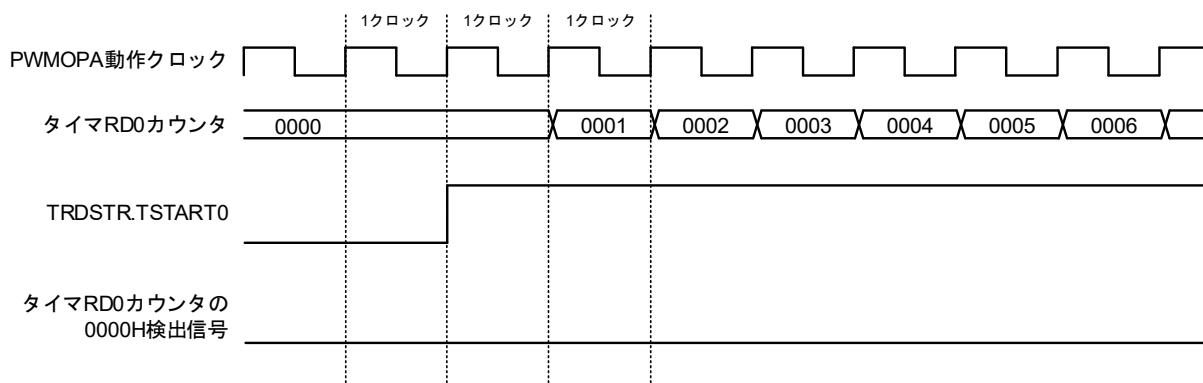 1クロック 1クロック 1クロック
PWMOPA動作クロック
タイマRD0カウンタ 0000 0001 0002 0003 0004 0005 0006
TRDSTR.TSTART0
タイマRD0カウンタの
0000H検出信号